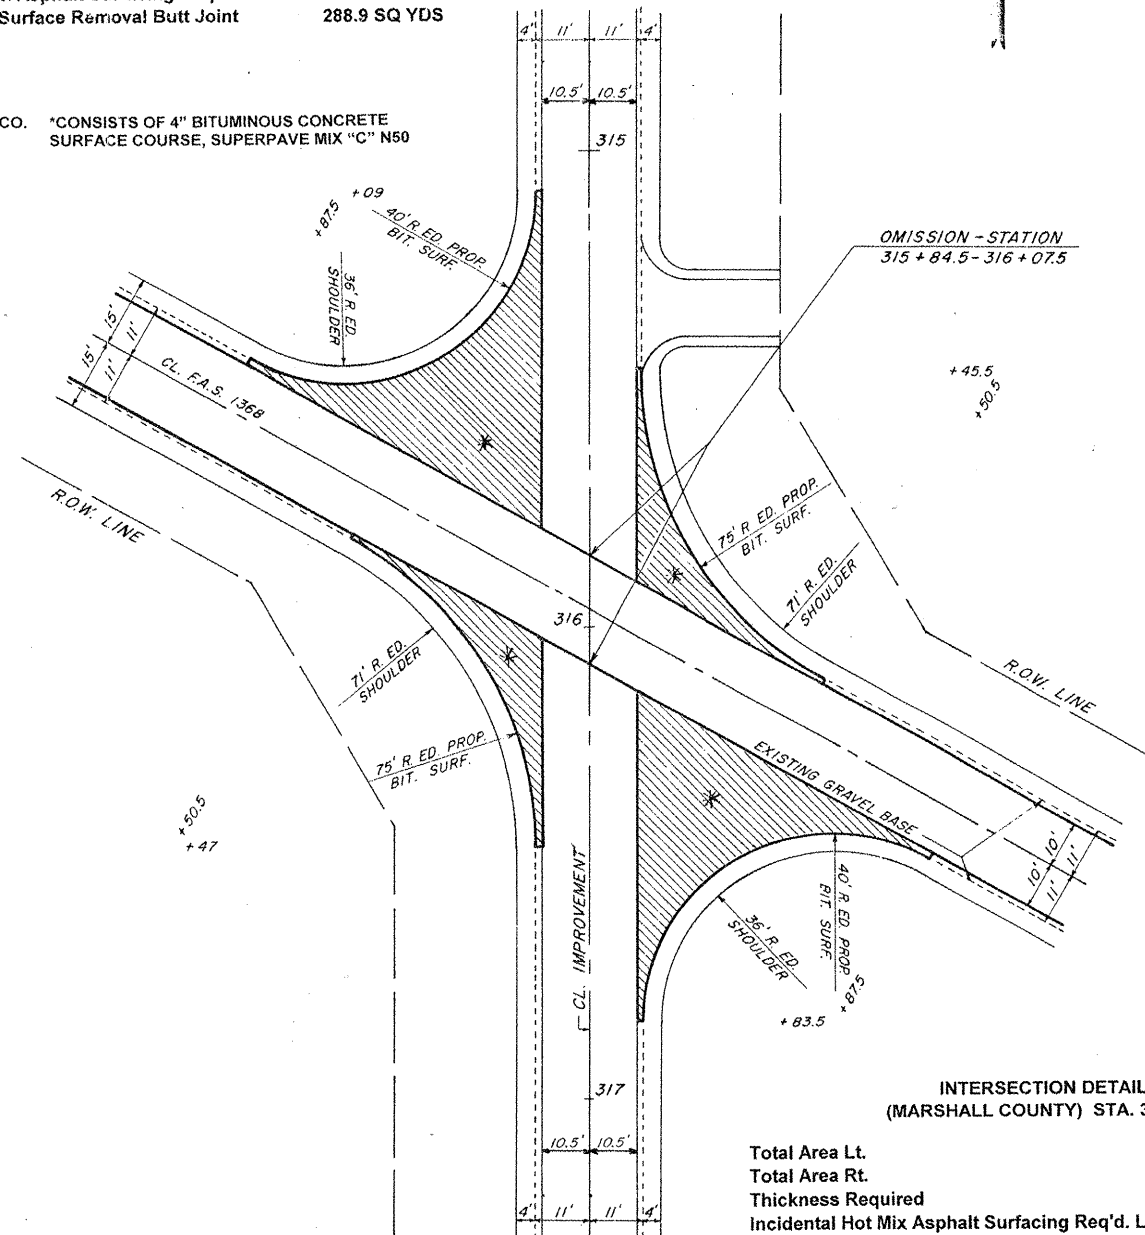 Surface Removal Butt Joint 288.9 SQ YDS
4' 11' 11' 4'
10.5' 10.5'
CO. *CONSISTS OF 4" BITUMINOUS CONCRETE
SURFACE COURSE, SUPERPAVE MIX "C" N50
315
+09
+87.5
40' R. ED. PROP.
BIT. SURF.
36' R. ED.
SHOULDER
OMISSION - STATION
315 + 84.5 - 316 + 07.5
15' 11'
15' 11'
CL. F.A.S. 1368
+45.5
+50.5
R.O.W. LINE
75' R. ED. PROP.
BIT. SURF.
71' R. ED.
SHOULDER
316
71' R. ED.
SHOULDER
R.O.W. LINE
75' R. ED. PROP.
BIT. SURF.
EXISTING GRAVEL BASE
+50.5
+47
10' 11'
10' 11'
CL. IMPROVEMENT
40' R. ED. PROP.
BIT. SURF.
36' R. ED.
SHOULDER
+87.5
+83.5
317
INTERSECTION DETAIL
(MARSHALL COUNTY) STA. 3
10.5' 10.5'
Total Area Lt.
Total Area Rt.
Thickness Required
Incidental Hot Mix Asphalt Surfacing Req'd. L
4' 11' 11' 4'